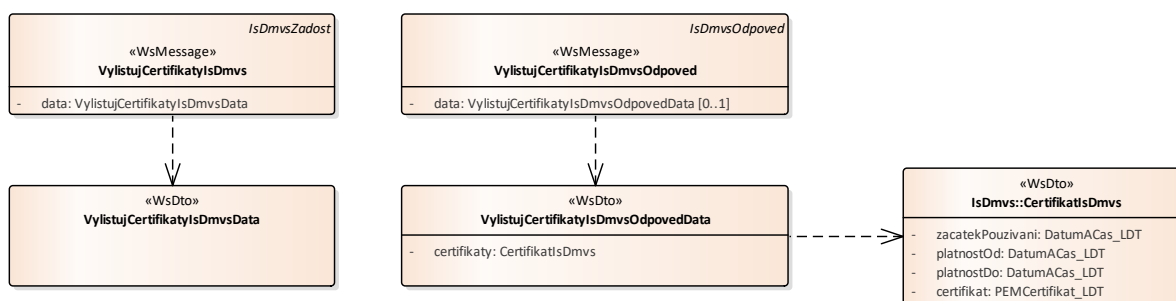 IsDmvsZadost
«WsMessage»
VylistujCertifikatyIsDmvs
- data: VylistujCertifikatyIsDmvsData
IsDmvsOdpoved
«WsMessage»
VylistujCertifikatyIsDmvsOdpoved
- data: VylistujCertifikatyIsDmvsOdpovedData [0..1]
«WsDto»
VylistujCertifikatyIsDmvsData
«WsDto»
VylistujCertifikatyIsDmvsOdpovedData
- certifikaty: CertifikatIsDmvs
«WsDto»
IsDmvs::CertifikatIsDmvs
- zacatekPouzivani: DatumACas_LDT
- platnostOd: DatumACas_LDT
- platnostDo: DatumACas_LDT
- certifikat: PEMCertifikat_LDT